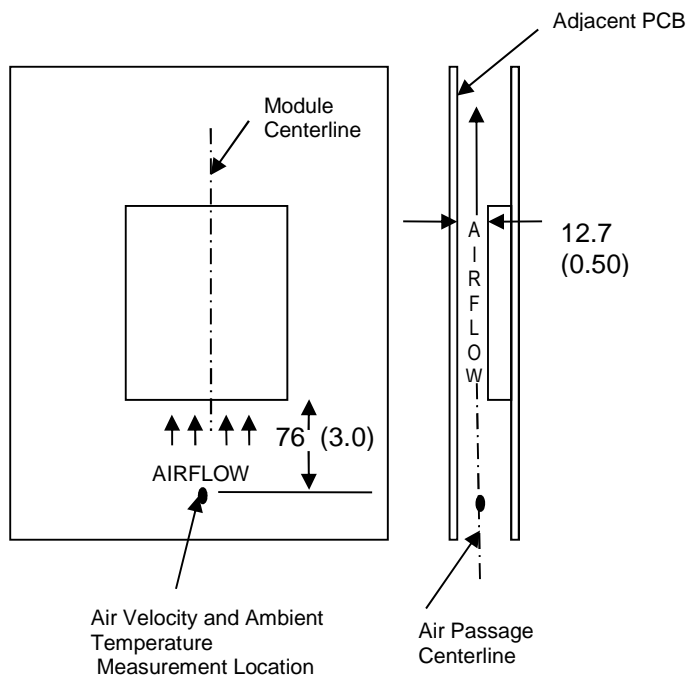 Adjacent PCB
Module
Centerline
AIRFLOW
12.7
(0.50)
76 (3.0)
AIRFLOW
Air Velocity and Ambient
Temperature
Measurement Location
Air Passage
Centerline